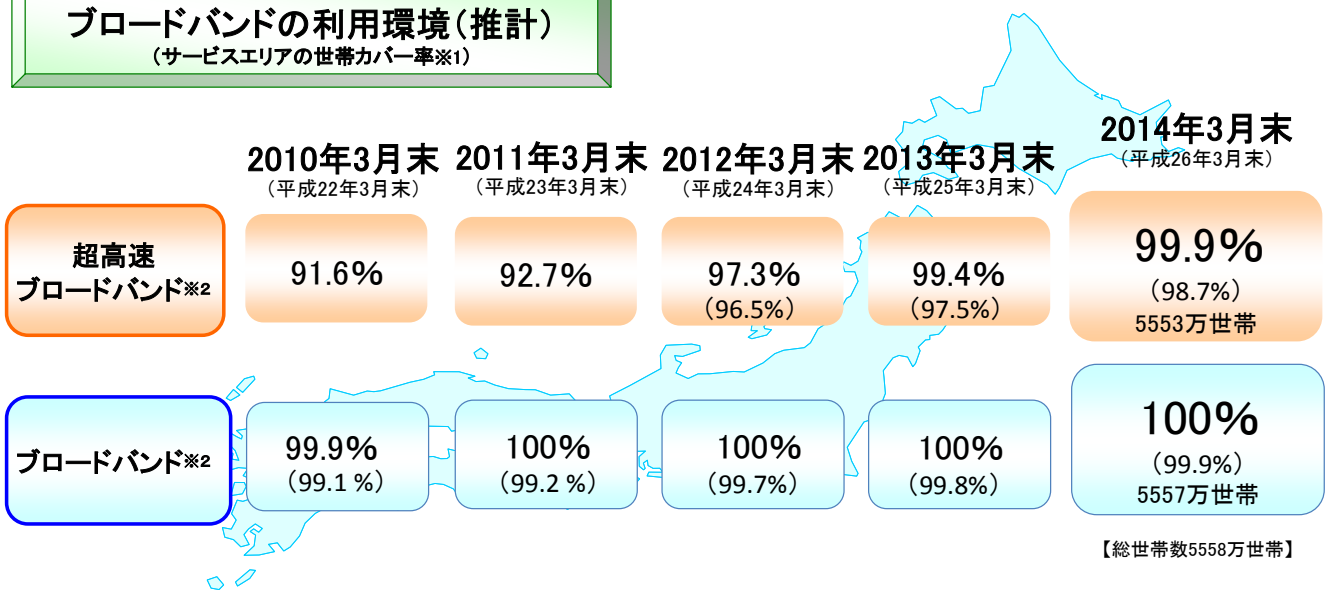 ブロードバンドの利用環境（推計）
（サービスエリアの世帯カバー率※1）
2010年3月末
（平成22年3月末）
2011年3月末
（平成23年3月末）
2012年3月末
（平成24年3月末）
2013年3月末
（平成25年3月末）
2014年3月末
（平成26年3月末）
超高速
ブロードバンド※2
91.6％
92.7％
97.3％
（96.5%）
99.4％
（97.5%）
99.9％
（98.7%）
5553万世帯
ブロードバンド※2
99.9％
（99.1 %）
100％
（99.2 %）
100％
（99.7%）
100％
（99.8%）
100％
（99.9%）
5557万世帯
【総世帯数5558万世帯】